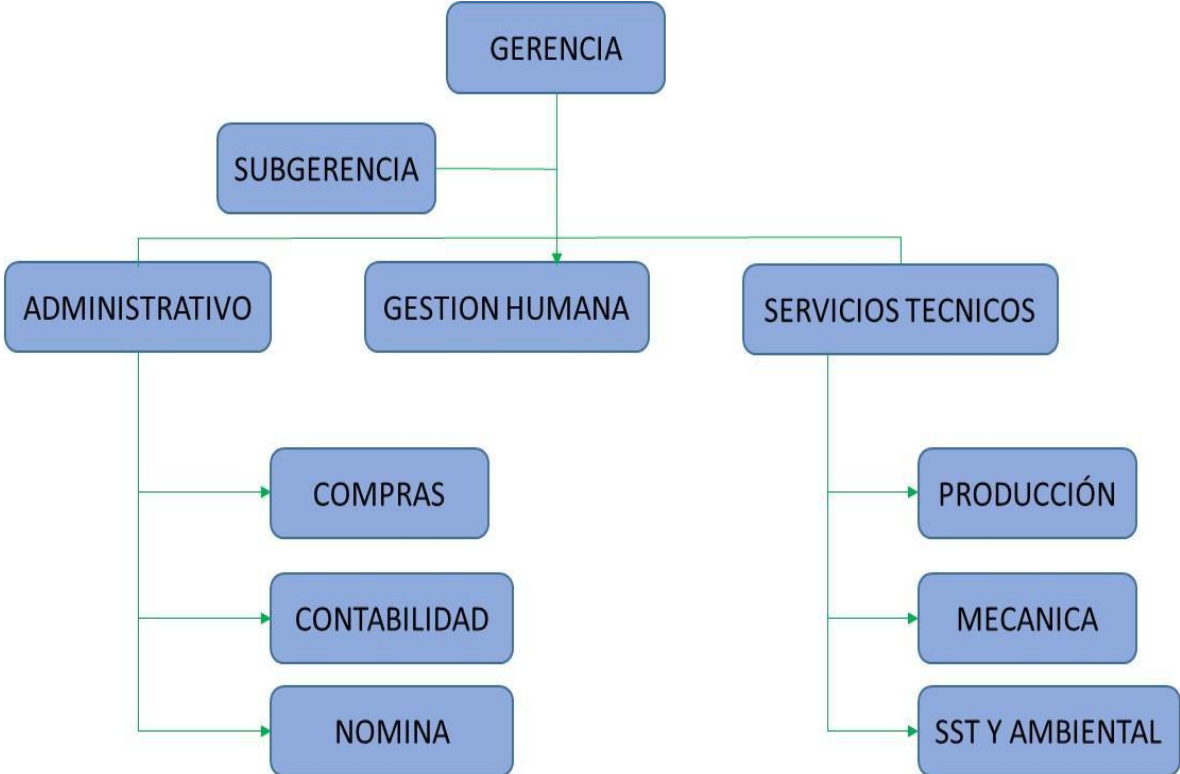 GERENCIA
SUBGERENCIA
ADMINISTRATIVO
GESTION HUMANA
SERVICIOS TECNICOS
COMPRAS
PRODUCCIÓN
CONTABILIDAD
MECANICA
NOMINA
SST Y AMBIENTAL